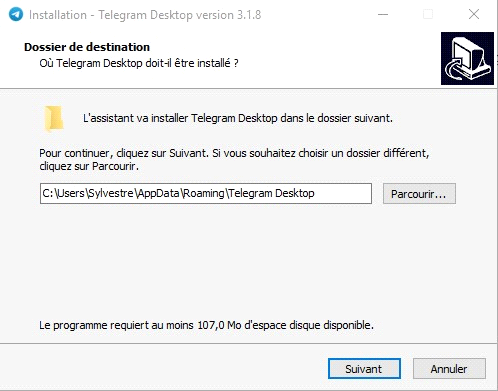 Installation - Telegram Desktop version 3.1.8
Dossier de destination
Où Telegram Desktop doit-il être installé ?
L'assistant va installer Telegram Desktop dans le dossier suivant.
Pour continuer, cliquez sur Suivant. Si vous souhaitez choisir un dossier différent,
cliquez sur Parcourir.
C:\Users\Sylvestre\AppData\Roaming\Telegram Desktop
Parcourir...
Le programme requiert au moins 107,0 Mo d'espace disque disponible.
Suivant
Annuler